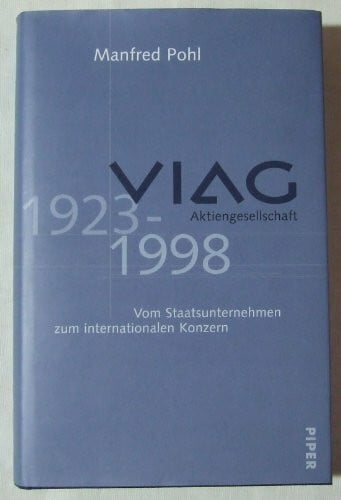 Manfred Pohl
VIAG
Aktiengesellschaft
1923-
1998
Vom Staatsunternehmen
zum internationalen Konzern
PIPER